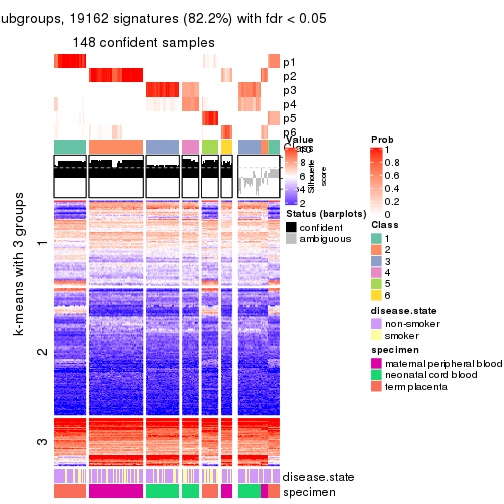 ubgroups, 19162 signatures (82.2%) with fdr < 0.05
148 confident samples
p1
p2
p3
p4
p5
p6
Class
Silhouette
score
k-means with 3 groups
1
2
3
disease.state
specimen
Value
6
4
2
Status (barplots)
confident
ambiguous
Prob
1
0.8
0.6
0.4
0.2
0
Class
1
2
3
4
5
6
disease.state
non-smoker
smoker
specimen
maternal peripheral blood
neonatal cord blood
term placenta